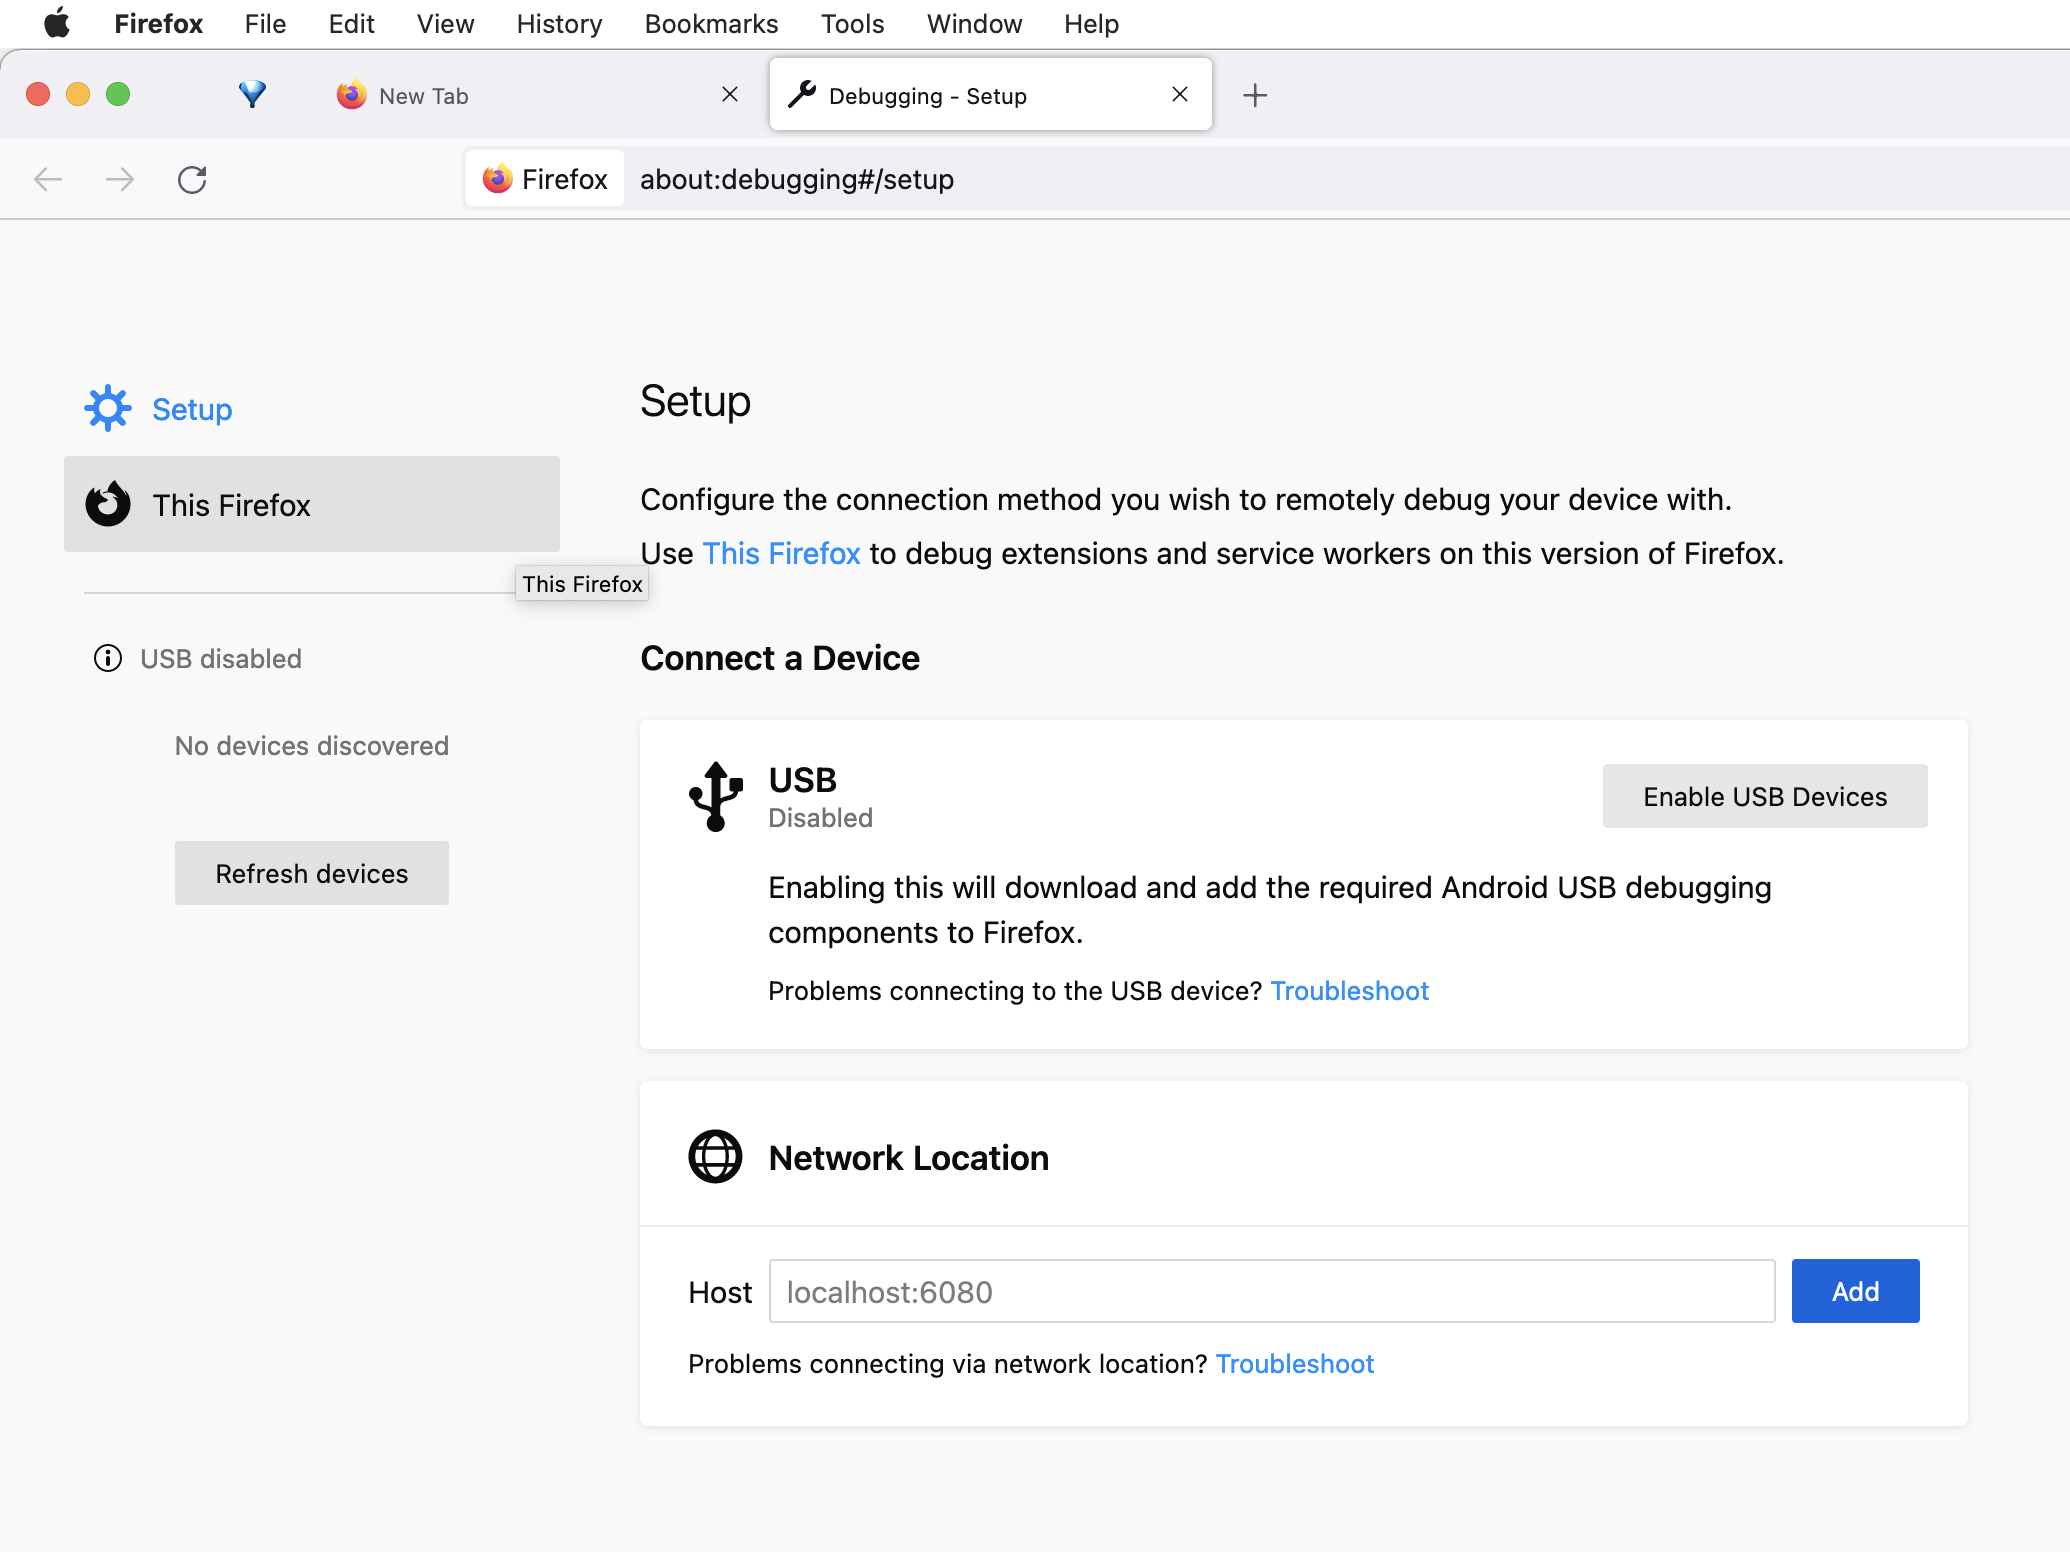 Firefox File Edit View History Bookmarks Tools Window Help
New Tab
Debugging - Setup
Firefox about:debugging#/setup
Setup
This Firefox
This Firefox
USB disabled
No devices discovered
Refresh devices
Setup
Configure the connection method you wish to remotely debug your device with.
Use This Firefox to debug extensions and service workers on this version of Firefox.
Connect a Device
USB
Disabled
Enable USB Devices
Enabling this will download and add the required Android USB debugging
components to Firefox.
Problems connecting to the USB device? Troubleshoot
Network Location
Host localhost:6080 Add
Problems connecting via network location? Troubleshoot